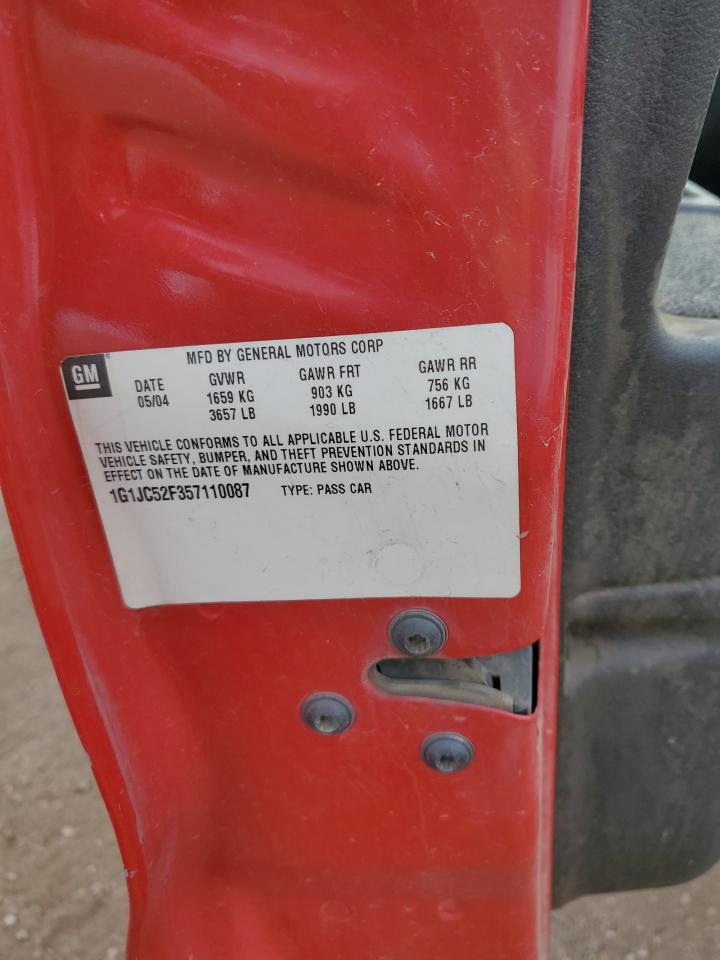 GM
MFD BY GENERAL MOTORS CORP
DATE GVWR GAWR FRT GAWR RR
05/04 1659 KG 903 KG 756 KG
3657 LB 1990 LB 1667 LB
THIS VEHICLE CONFORMS TO ALL APPLICABLE U.S. FEDERAL MOTOR
VEHICLE SAFETY, BUMPER, AND THEFT PREVENTION STANDARDS IN
EFFECT ON THE DATE OF MANUFACTURE SHOWN ABOVE.
1G1JC52F357110087 TYPE: PASS CAR